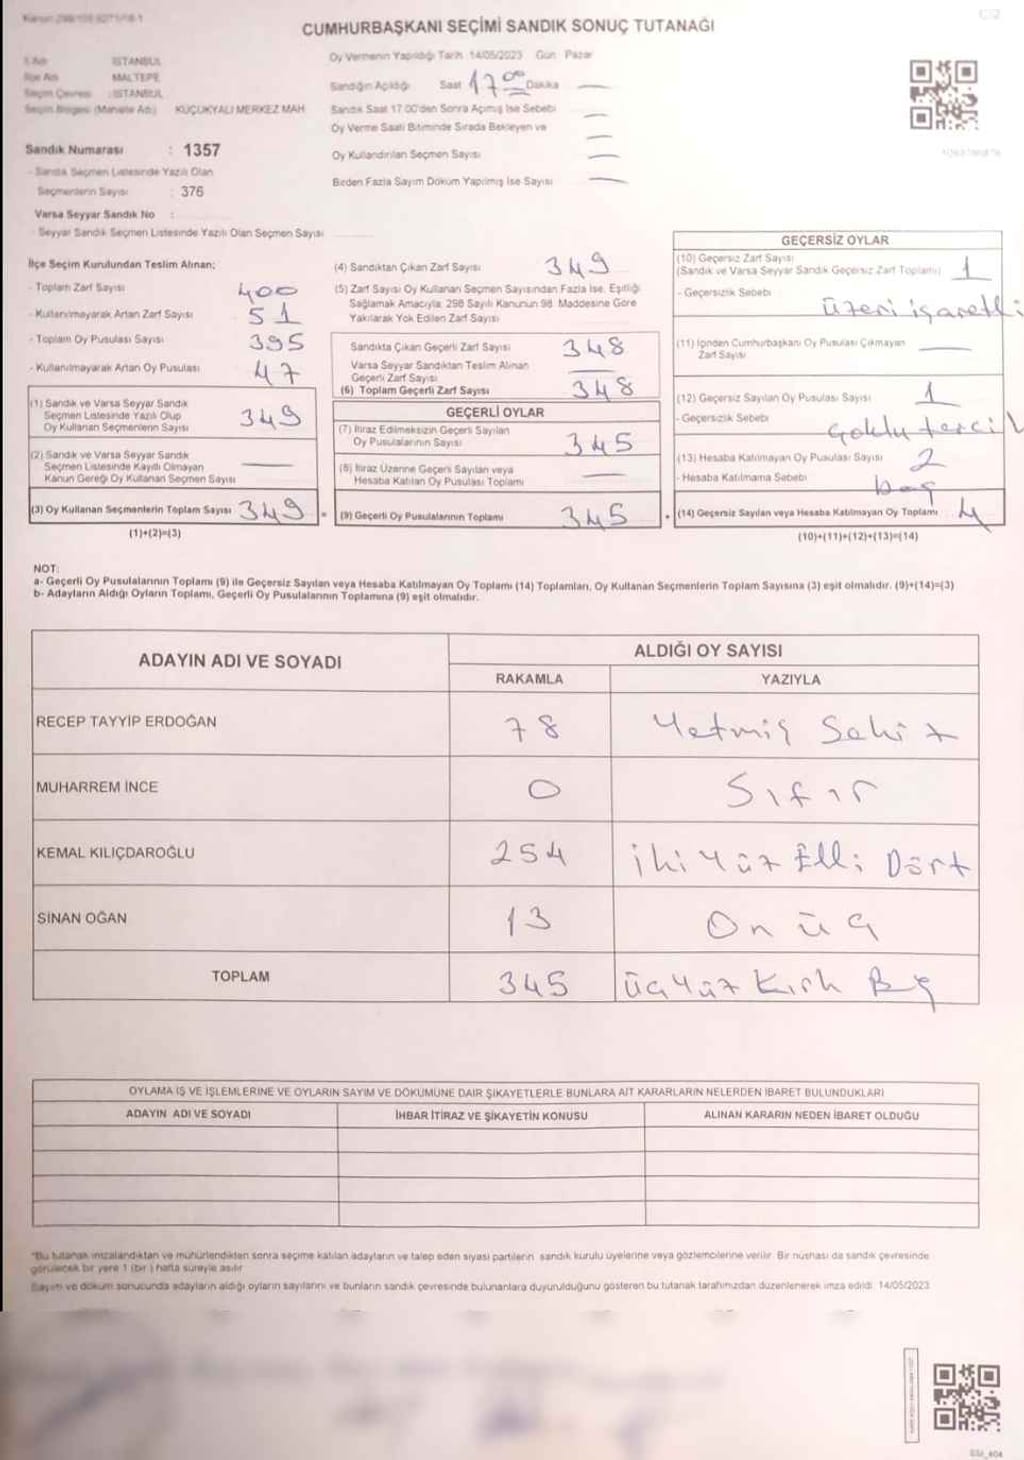 CUMHURBAŞKANI SEÇİMİ SANDIK SONUÇ TUTANAĞI
İSTANBUL
MALTEPE
İSTANBUL
KÜÇÜKYALI MERKEZ MAH
Sandık Numarası : 1357
- Sandık Seçmen Listesinde Yazılı Olan
Seçmenlerin Sayısı : 376
Varsa Seyyar Sandık No :
- Seyyar Sandık Seçmen Listesinde Yazılı Olan Seçmen Sayısı
Oy Vermenin Yapıldığı Tarih 14/05/2023 Gün Pazar
Sandığın Açıldığı Saat 17 00 Dakika
Sandık Saat 17.00'den Sonra Açılmış İse Sebebi
Oy Verme Saati Bitiminde Sırada Bekleyen ve
Oy Kullandırılan Seçmen Sayısı
Birden Fazla Sayım Döküm Yapılmış İse Sayısı
İlçe Seçim Kurulundan Teslim Alınan;
- Toplam Zarf Sayısı 400
- Kullanılmayarak Artan Zarf Sayısı 51
- Toplam Oy Pusulası Sayısı 395
- Kullanılmayarak Artan Oy Pusulası 47
(1) Sandık ve Varsa Seyyar Sandık
Seçmen Listesinde Yazılı Olup
Oy Kullanan Seçmenlerin Sayısı 349
(2) Sandık ve Varsa Seyyar Sandık
Seçmen Listesinde Kayıtlı Olmayan
Kanun Gereği Oy Kullanan Seçmen Sayısı
(3) Oy Kullanan Seçmenlerin Toplam Sayısı 349
(1)+(2)=(3)
(4) Sandıktan Çıkan Zarf Sayısı 349
(5) Zarf Sayısı Oy Kullanan Seçmen Sayısından Fazla İse, Eşitliği
Sağlamak Amacıyla, 298 Sayılı Kanunun 98. Maddesine Göre
Yakılarak Yok Edilen Zarf Sayısı
Sandıkta Çıkan Geçerli Zarf Sayısı 348
Varsa Seyyar Sandıktan Teslim Alınan
Geçerli Zarf Sayısı
(6) Toplam Geçerli Zarf Sayısı 348
GEÇERLİ OYLAR
(7) İtiraz Edilmeksizin Geçerli Sayılan
Oy Pusulalarının Sayısı 345
(8) İtiraz Üzerine Geçerli Sayılan veya
Hesaba Katılan Oy Pusulası Toplamı
(9) Geçerli Oy Pusulalarının Toplamı 345
GEÇERSİZ OYLAR
(10) Geçersiz Zarf Sayısı
(Sandık ve Varsa Seyyar Sandık Geçersiz Zarf Toplamı) 1
- Geçersizlik Sebebi
üzeri işaretli
(11) İçinden Cumhurbaşkanı Oy Pusulası Çıkmayan
Zarf Sayısı
(12) Geçersiz Sayılan Oy Pusulası Sayısı 1
- Geçersizlik Sebebi
Çoklu tercih
(13) Hesaba Katılmayan Oy Pusulası Sayısı 2
- Hesaba Katılmama Sebebi boş
(14) Geçersiz Sayılan veya Hesaba Katılmayan Oy Toplamı 4
(10)+(11)+(12)+(13)=(14)
NOT:
a- Geçerli Oy Pusulalarının Toplamı (9) ile Geçersiz Sayılan veya Hesaba Katılmayan Oy Toplamı (14) Toplamları, Oy Kullanan Seçmenlerin Toplam Sayısına (3) eşit olmalıdır. (9)+(14)=(3)
b- Adayların Aldığı Oyların Toplamı, Geçerli Oy Pusulalarının Toplamına (9) eşit olmalıdır.
ADAYIN ADI VE SOYADI
ALDIĞI OY SAYISI
RAKAMLA YAZIYLA
RECEP TAYYİP ERDOĞAN 78 Yetmiş Sekiz
MUHARREM İNCE 0 Sıfır
KEMAL KILIÇDAROĞLU 254 İki yüz Elli Dört
SİNAN OĞAN 13 On üç
TOPLAM 345 üçyüz Kırk Beş
OYLAMA İŞ VE İŞLEMLERİNE VE OYLARIN SAYIM VE DÖKÜMÜNE DAİR ŞİKAYETLERLE BUNLARA AİT KARARLARIN NELERDEN İBARET BULUNDUKLARI
ADAYIN ADI VE SOYADI İHBAR İTİRAZ VE ŞİKAYETİN KONUSU ALINAN KARARIN NEDEN İBARET OLDUĞU
*Bu tutanak imzalandıktan ve mühürlendikten sonra seçime katılan adayların ve talep eden siyasi partilerin sandık kurulu üyelerine veya gözlemcilerine verilir. Bir nüshası da sandık çevresinde
görülecek bir yere 1 (bir) hafta süreyle asılır
Sayım ve döküm sonucunda adayların aldığı oyların sayılarını ve bunların sandık çevresinde bulunanlara duyurulduğunu gösteren bu tutanak tarafımızdan düzenlenerek imza edildi. 14/05/2023